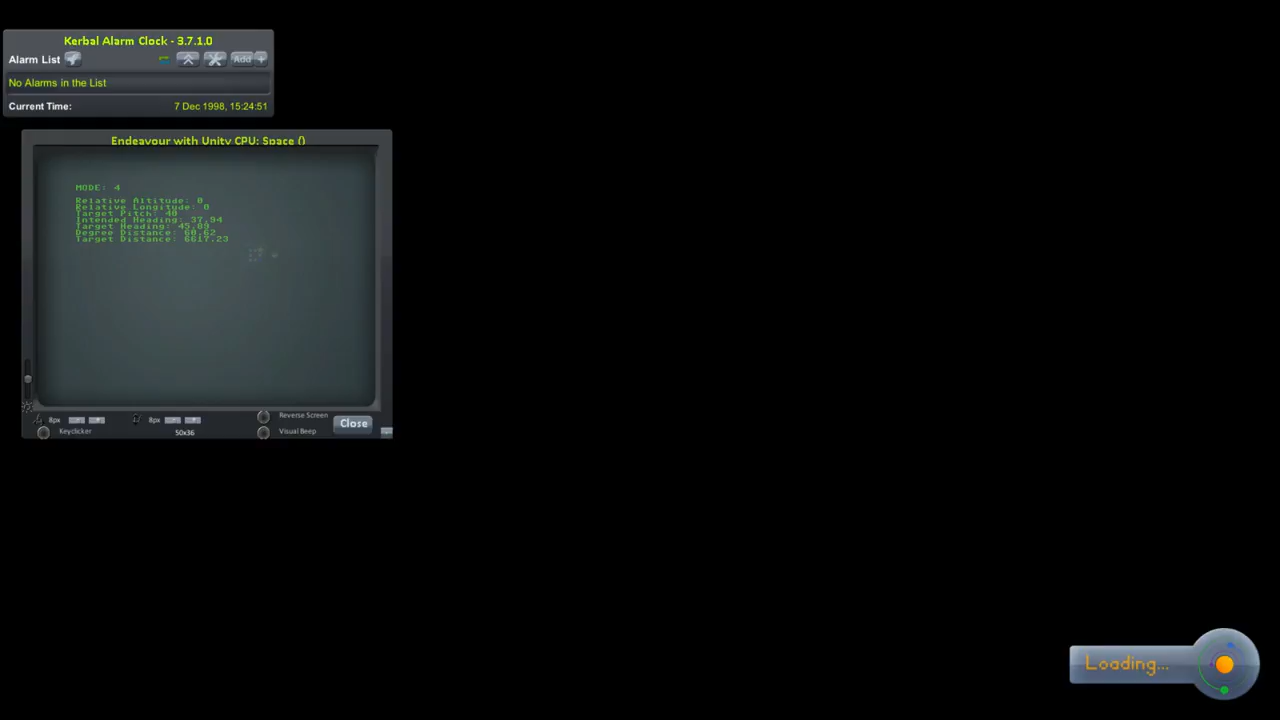 Kerbal Alarm Clock - 3.7.1.0
Alarm List
Add
No Alarms in the List
Current Time: 7 Dec 1998, 15:24:51
Endeavour with Unity CPU: Space ()
MODE: 4
Relative Altitude: 0
Relative Longitude: 0
Target Pitch: 40
Intended Heading: 37.94
Target Heading: 45.89
Degree Distance: 60.62
Target Distance: 6617.23
8px
8px
Reverse Screen
Close
Keyclicker
50x36
Visual Beep
Loading...